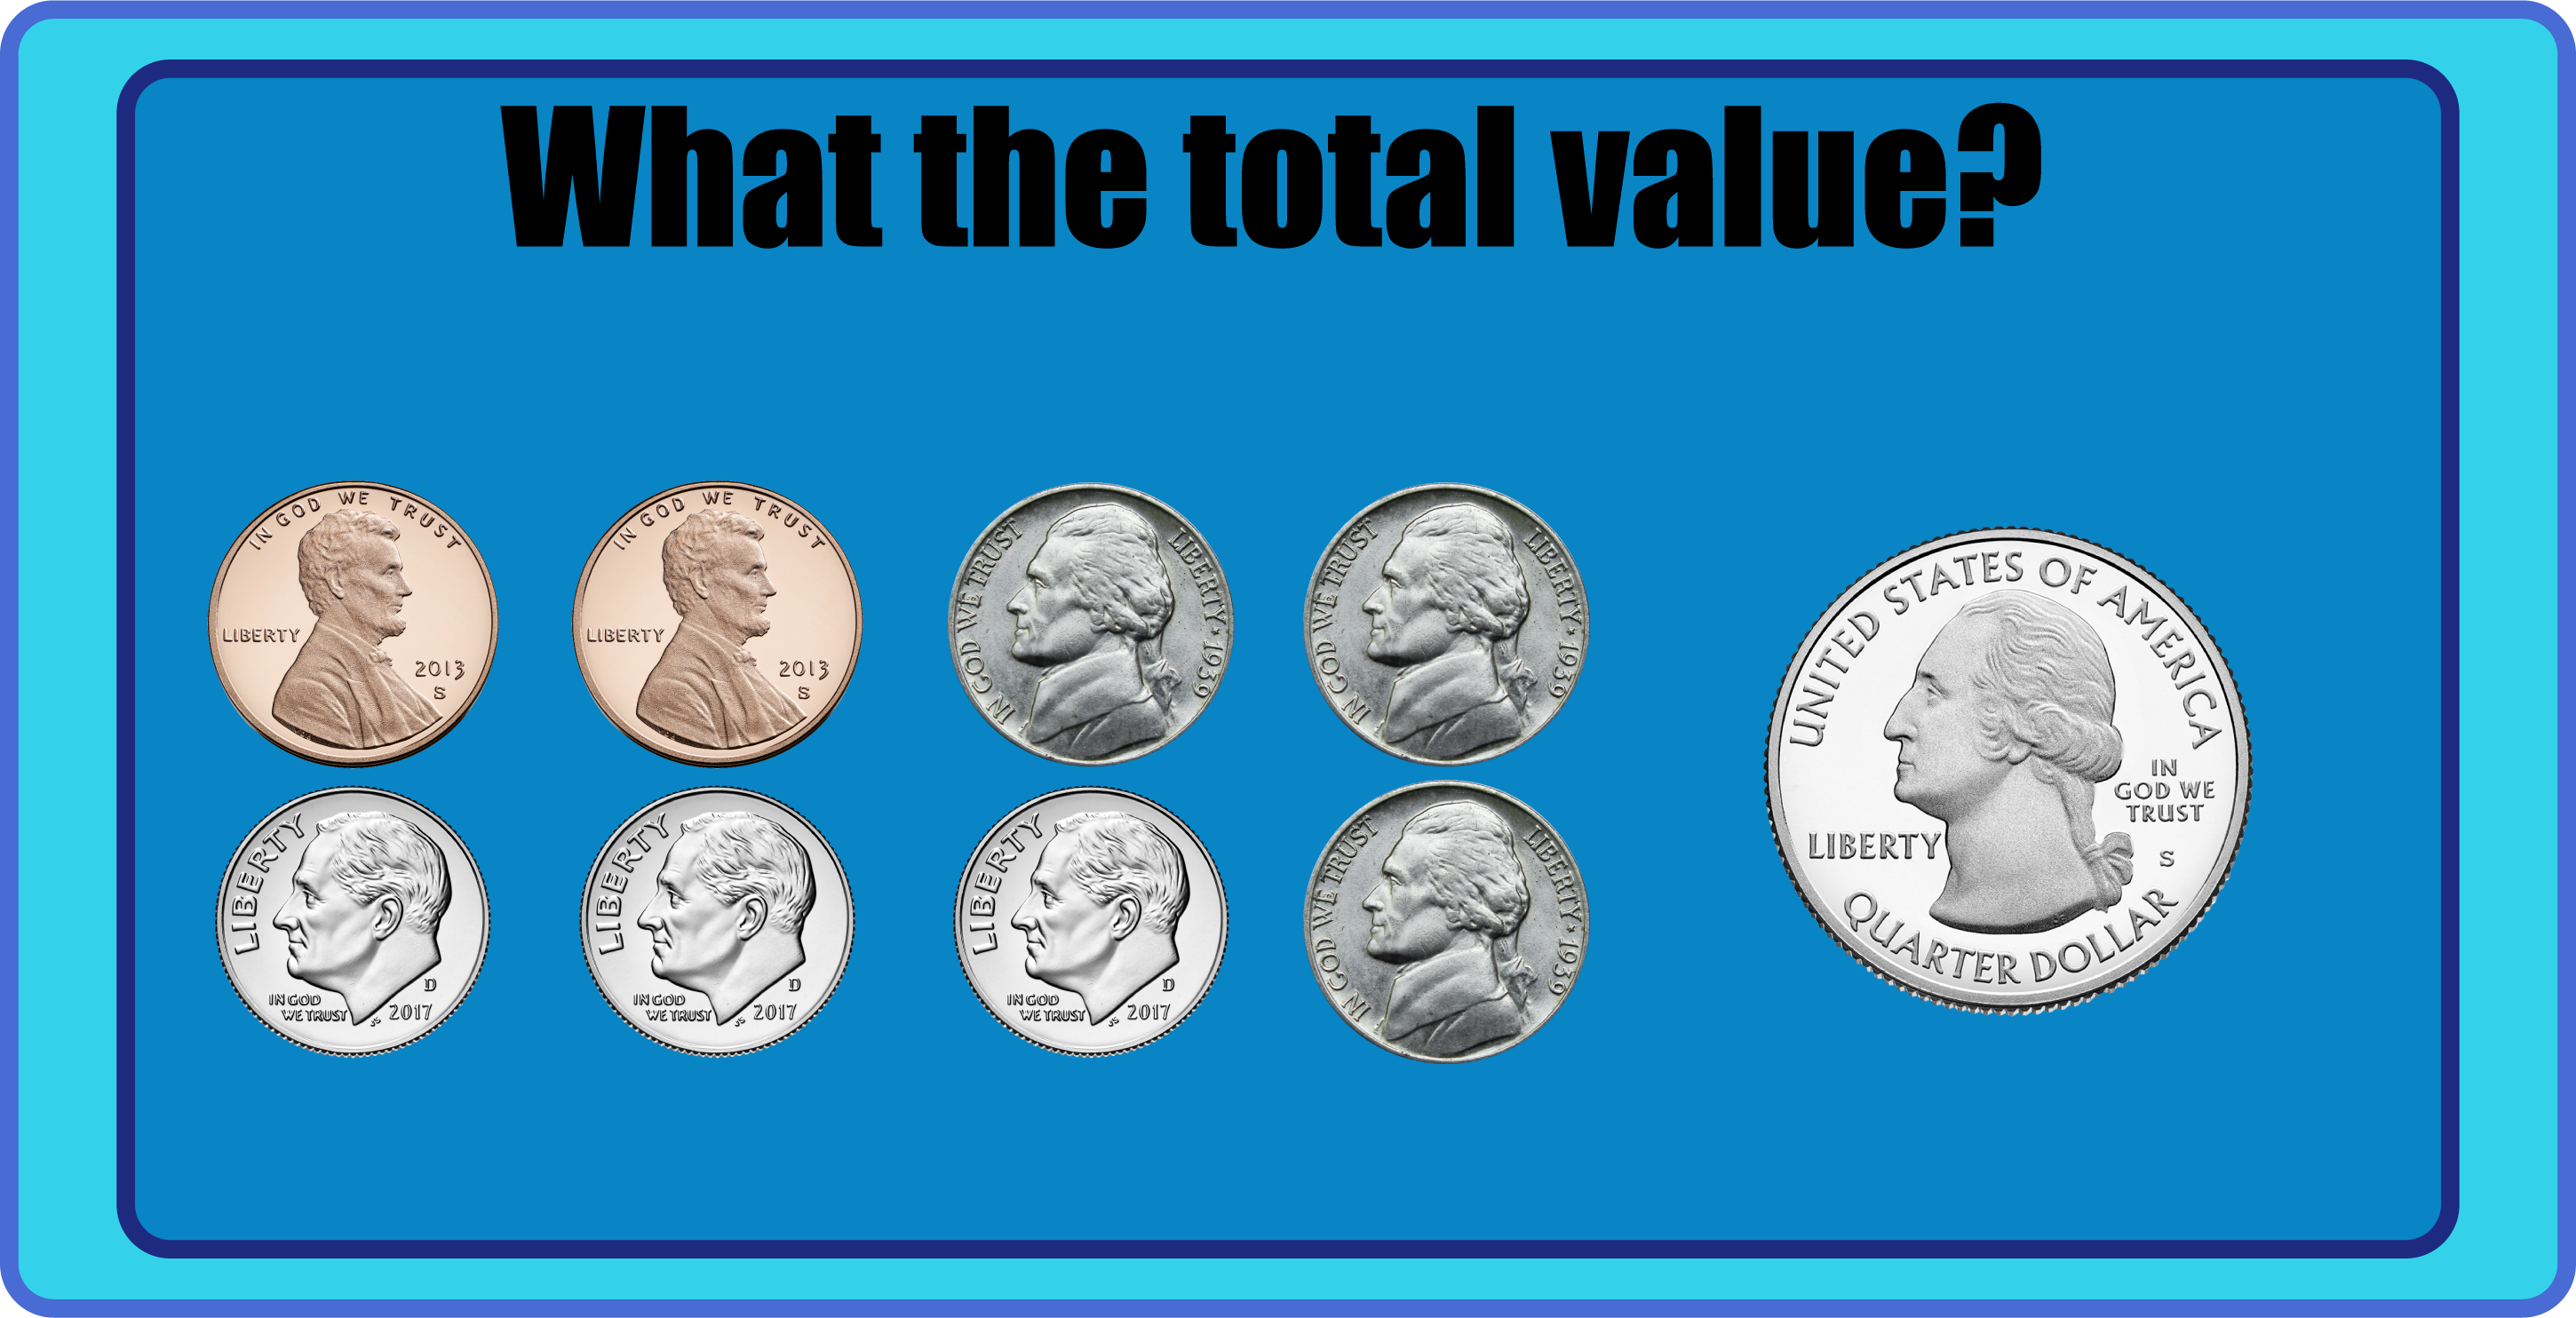 What the total value?
IN GOD WE TRUST
LIBERTY
2013
S
IN GOD WE TRUST
LIBERTY
2013
S
IN GOD WE TRUST
LIBERTY★1939
IN GOD WE TRUST
LIBERTY★1939
UNITED STATES OF AMERICA
IN
GOD WE
TRUST
LIBERTY
S
QUARTER DOLLAR
LIBERTY
D
IN GOD
WE TRUST
JS
2017
LIBERTY
D
IN GOD
WE TRUST
JS
2017
LIBERTY
D
IN GOD
WE TRUST
JS
2017
IN GOD WE TRUST
LIBERTY★1939